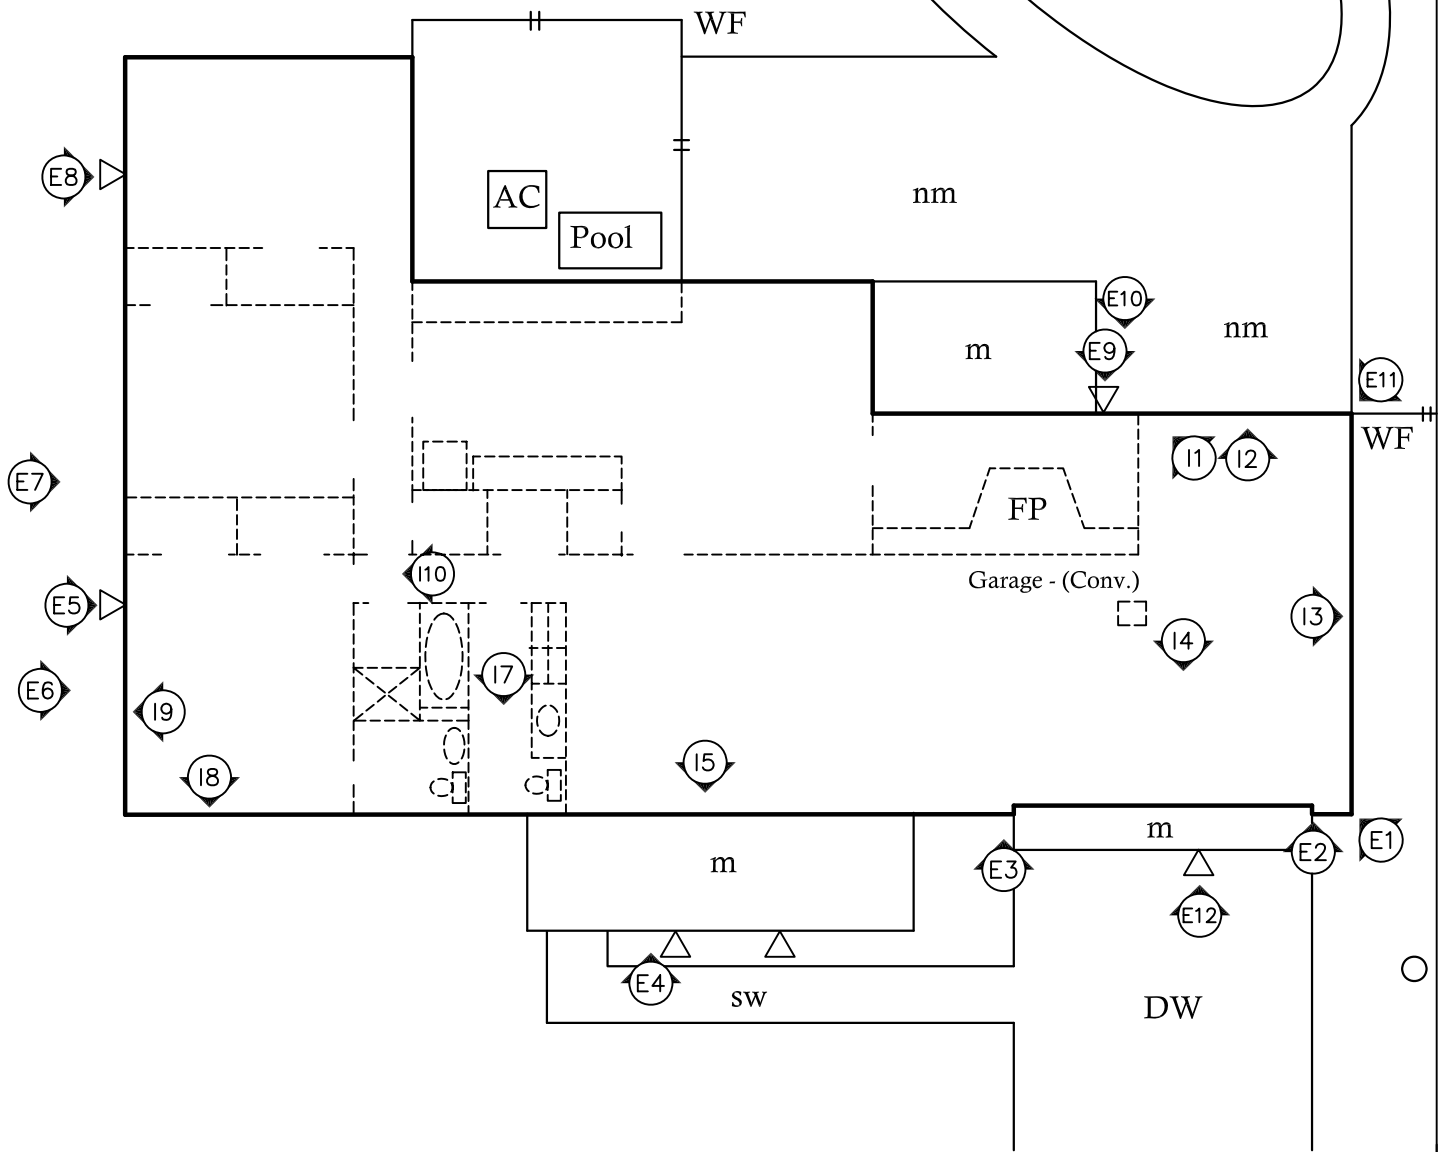 WF
E8
AC
nm
Pool
E10
nm
m
E9
E11
WF
I1
I2
E7
FP
I10
Garage - (Conv.)
E5
I3
I4
I7
E6
I9
I5
I8
m
E2
E1
m
E3
E12
E4
sw
DW